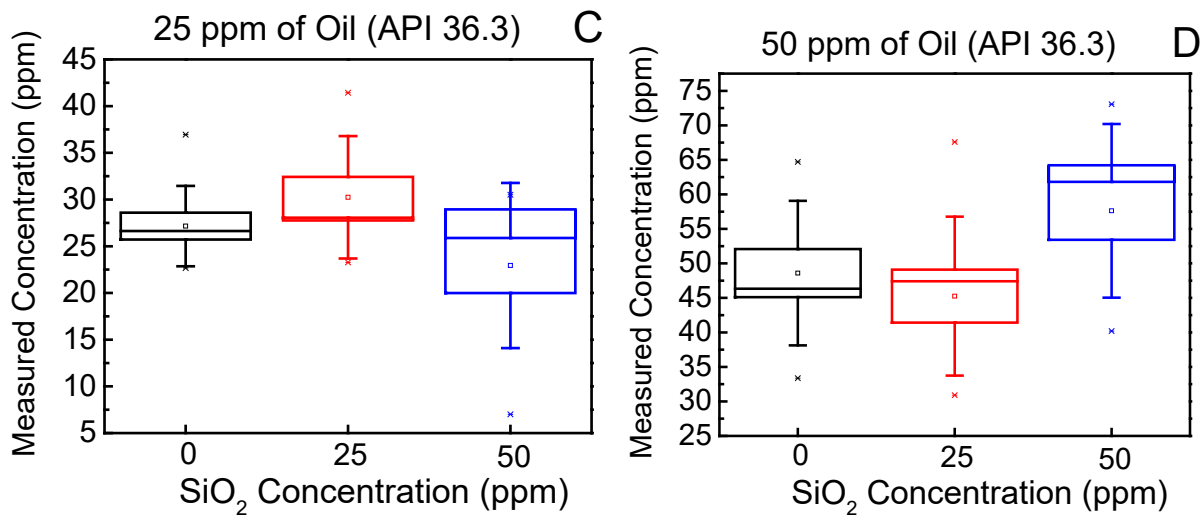 25 ppm of Oil (API 36.3) C
Measured Concentration (ppm)
45
40
35
30
25
20
15
10
5
0 25 50
SiO₂ Concentration (ppm)
50 ppm of Oil (API 36.3) D
Measured Concentration (ppm)
75
70
65
60
55
50
45
40
35
30
25
0 25 50
SiO₂ Concentration (ppm)